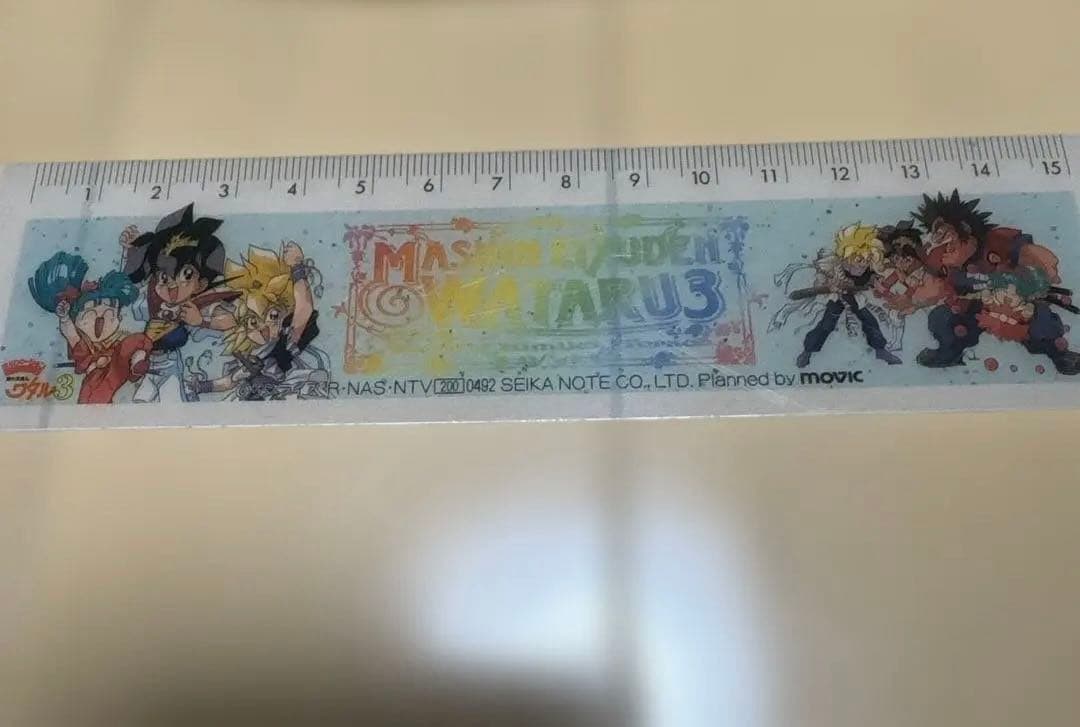 1 2 3 4 5 6 7 8 9 10 11 12 13 14 15
MASHIN
WATARU3
ワタル3
R・NAS・NTV 200 0492 SEIKA NOTE CO., LTD. Planned by movic